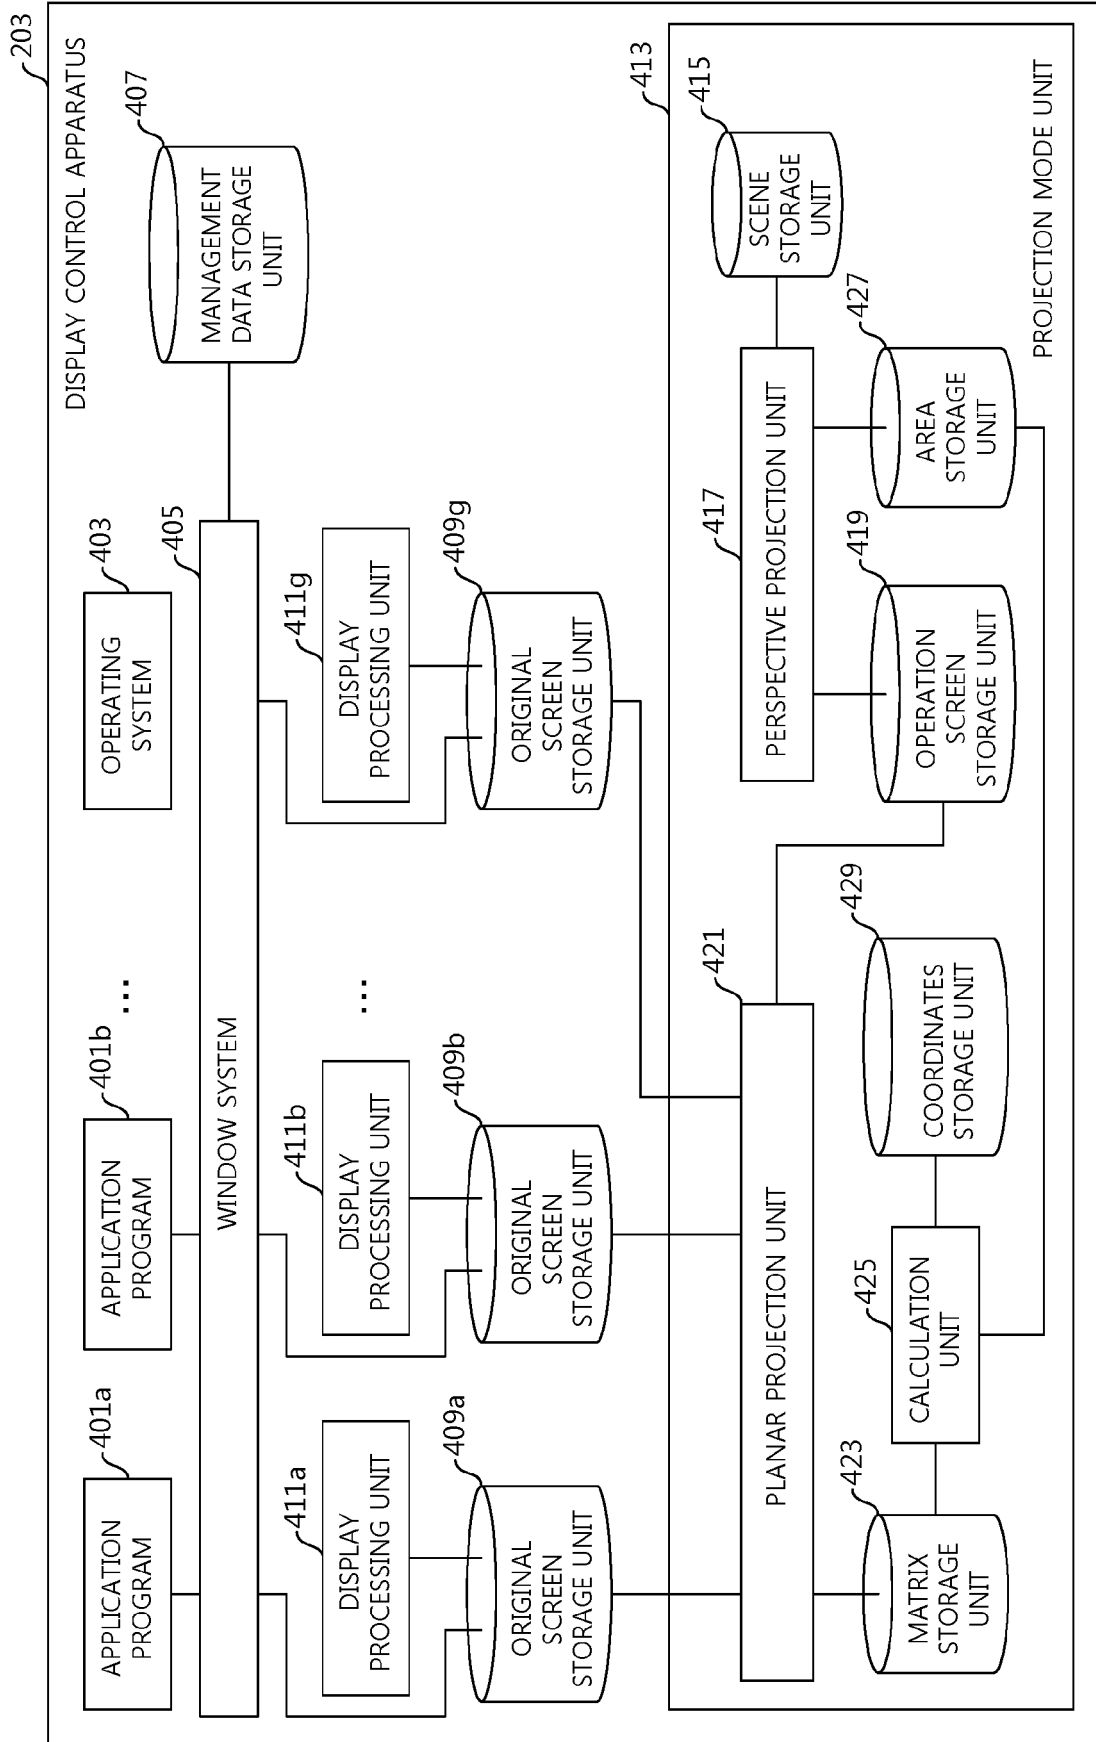 203
DISPLAY CONTROL APPARATUS
401a
APPLICATION
PROGRAM
401b
APPLICATION
PROGRAM
...
403
OPERATING
SYSTEM
405
WINDOW SYSTEM
407
MANAGEMENT
DATA STORAGE
UNIT
411a
DISPLAY
PROCESSING UNIT
411b
DISPLAY
PROCESSING UNIT
...
411g
DISPLAY
PROCESSING UNIT
409a
ORIGINAL
SCREEN
STORAGE UNIT
409b
ORIGINAL
SCREEN
STORAGE UNIT
409g
ORIGINAL
SCREEN
STORAGE UNIT
413
421
PLANAR PROJECTION UNIT
417
PERSPECTIVE PROJECTION UNIT
415
SCENE
STORAGE
UNIT
423
MATRIX
STORAGE
UNIT
425
CALCULATION
UNIT
429
COORDINATES
STORAGE UNIT
419
OPERATION
SCREEN
STORAGE UNIT
427
AREA
STORAGE
UNIT
PROJECTION MODE UNIT